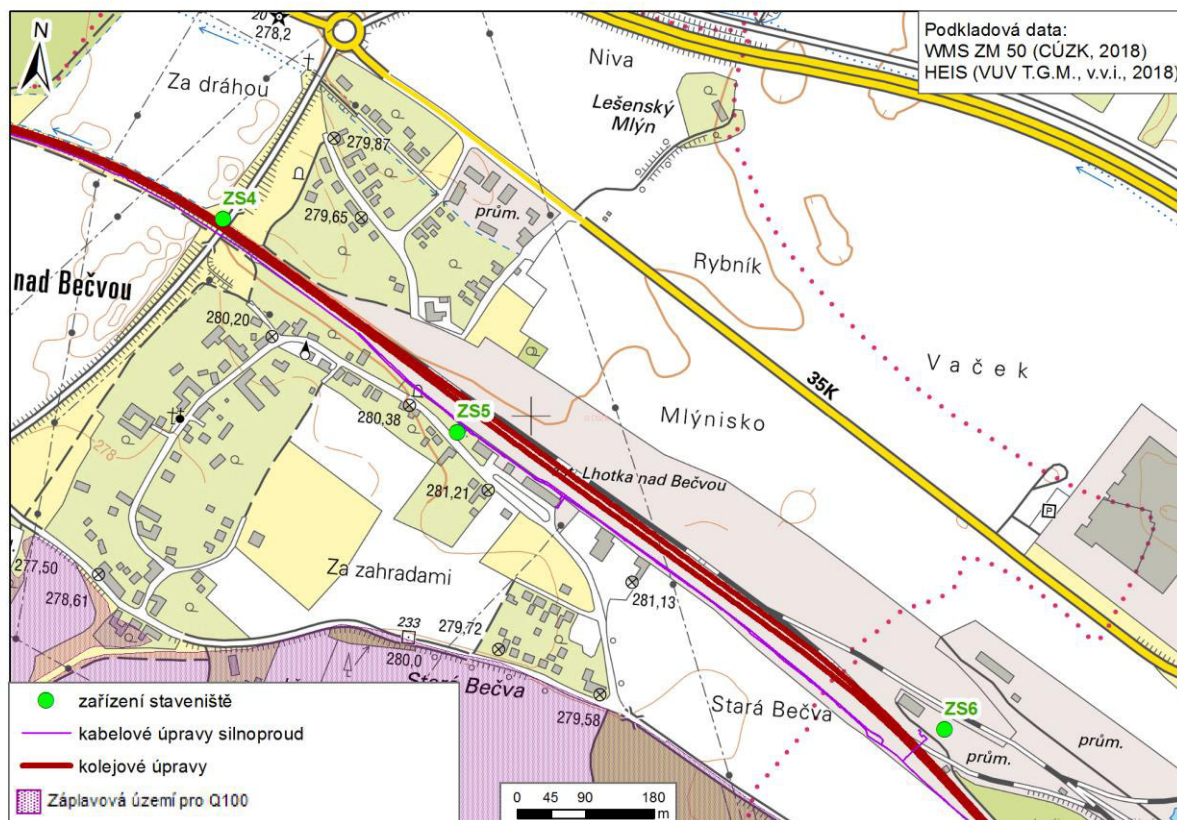 N
20
278,2
Za dráhou
Niva
Lešenský
Mlýn
Podkladová data:
WMS ZM 50 (CÚZK, 2018)
HEIS (VUV T.G.M., v.v.i., 2018)
279,87
ZS4
279,65
prům.
Rybník
nad Bečvou
280,20
Vaček
35K
Mlýnisko
280,38
ZS5
278
Lhotka nad Bečvou
281,21
P
Za zahradami
277,50
278,61
281,13
233
279,72
280,0
Stará Bečva
279,58
Stará Bečva
ZS6
prům.
prům.
zařízení staveniště
kabelové úpravy silnoproud
kolejové úpravy
Záplavová území pro Q100
0 45 90 180
m